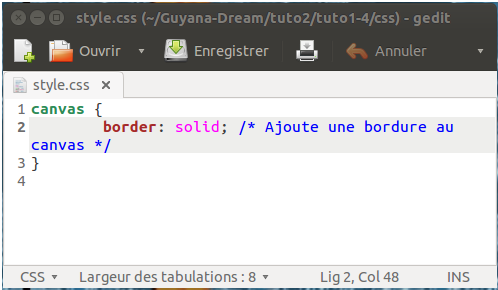 style.css (~/Guyana-Dream/tuto2/tuto1-4/css) - gedit
Ouvrir Enregistrer Annuler
style.css ×
1 canvas {
2 border: solid; /* Ajoute une bordure au
canvas */
3 }
4
CSS Largeur des tabulations : 8 Lig 2, Col 48 INS